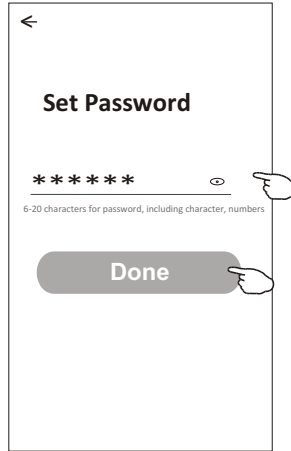 Set Password
******
6-20 characters for password, including character, numbers
Done